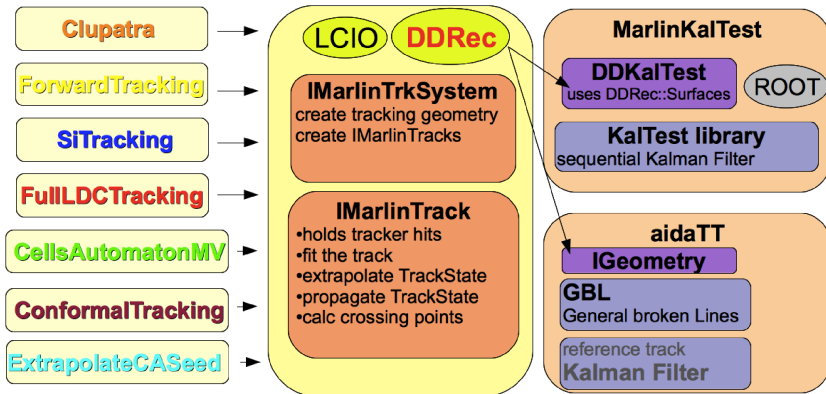 Clupatra
ForwardTracking
SiTracking
FullLDCTracking
CellsAutomatonMV
ConformalTracking
ExtrapolateCASeed
LCIO
DDRec
IMarlinTrkSystem
create tracking geometry
create IMarlinTracks
IMarlinTrack
•holds tracker hits
•fit the track
•extrapolate TrackState
•propagate TrackState
•calc crossing points
MarlinKalTest
DDKalTest
uses DDRec::Surfaces
ROOT
KalTest library
sequential Kalman Filter
aidaTT
IGeometry
GBL
General broken Lines
reference track
Kalman Filter